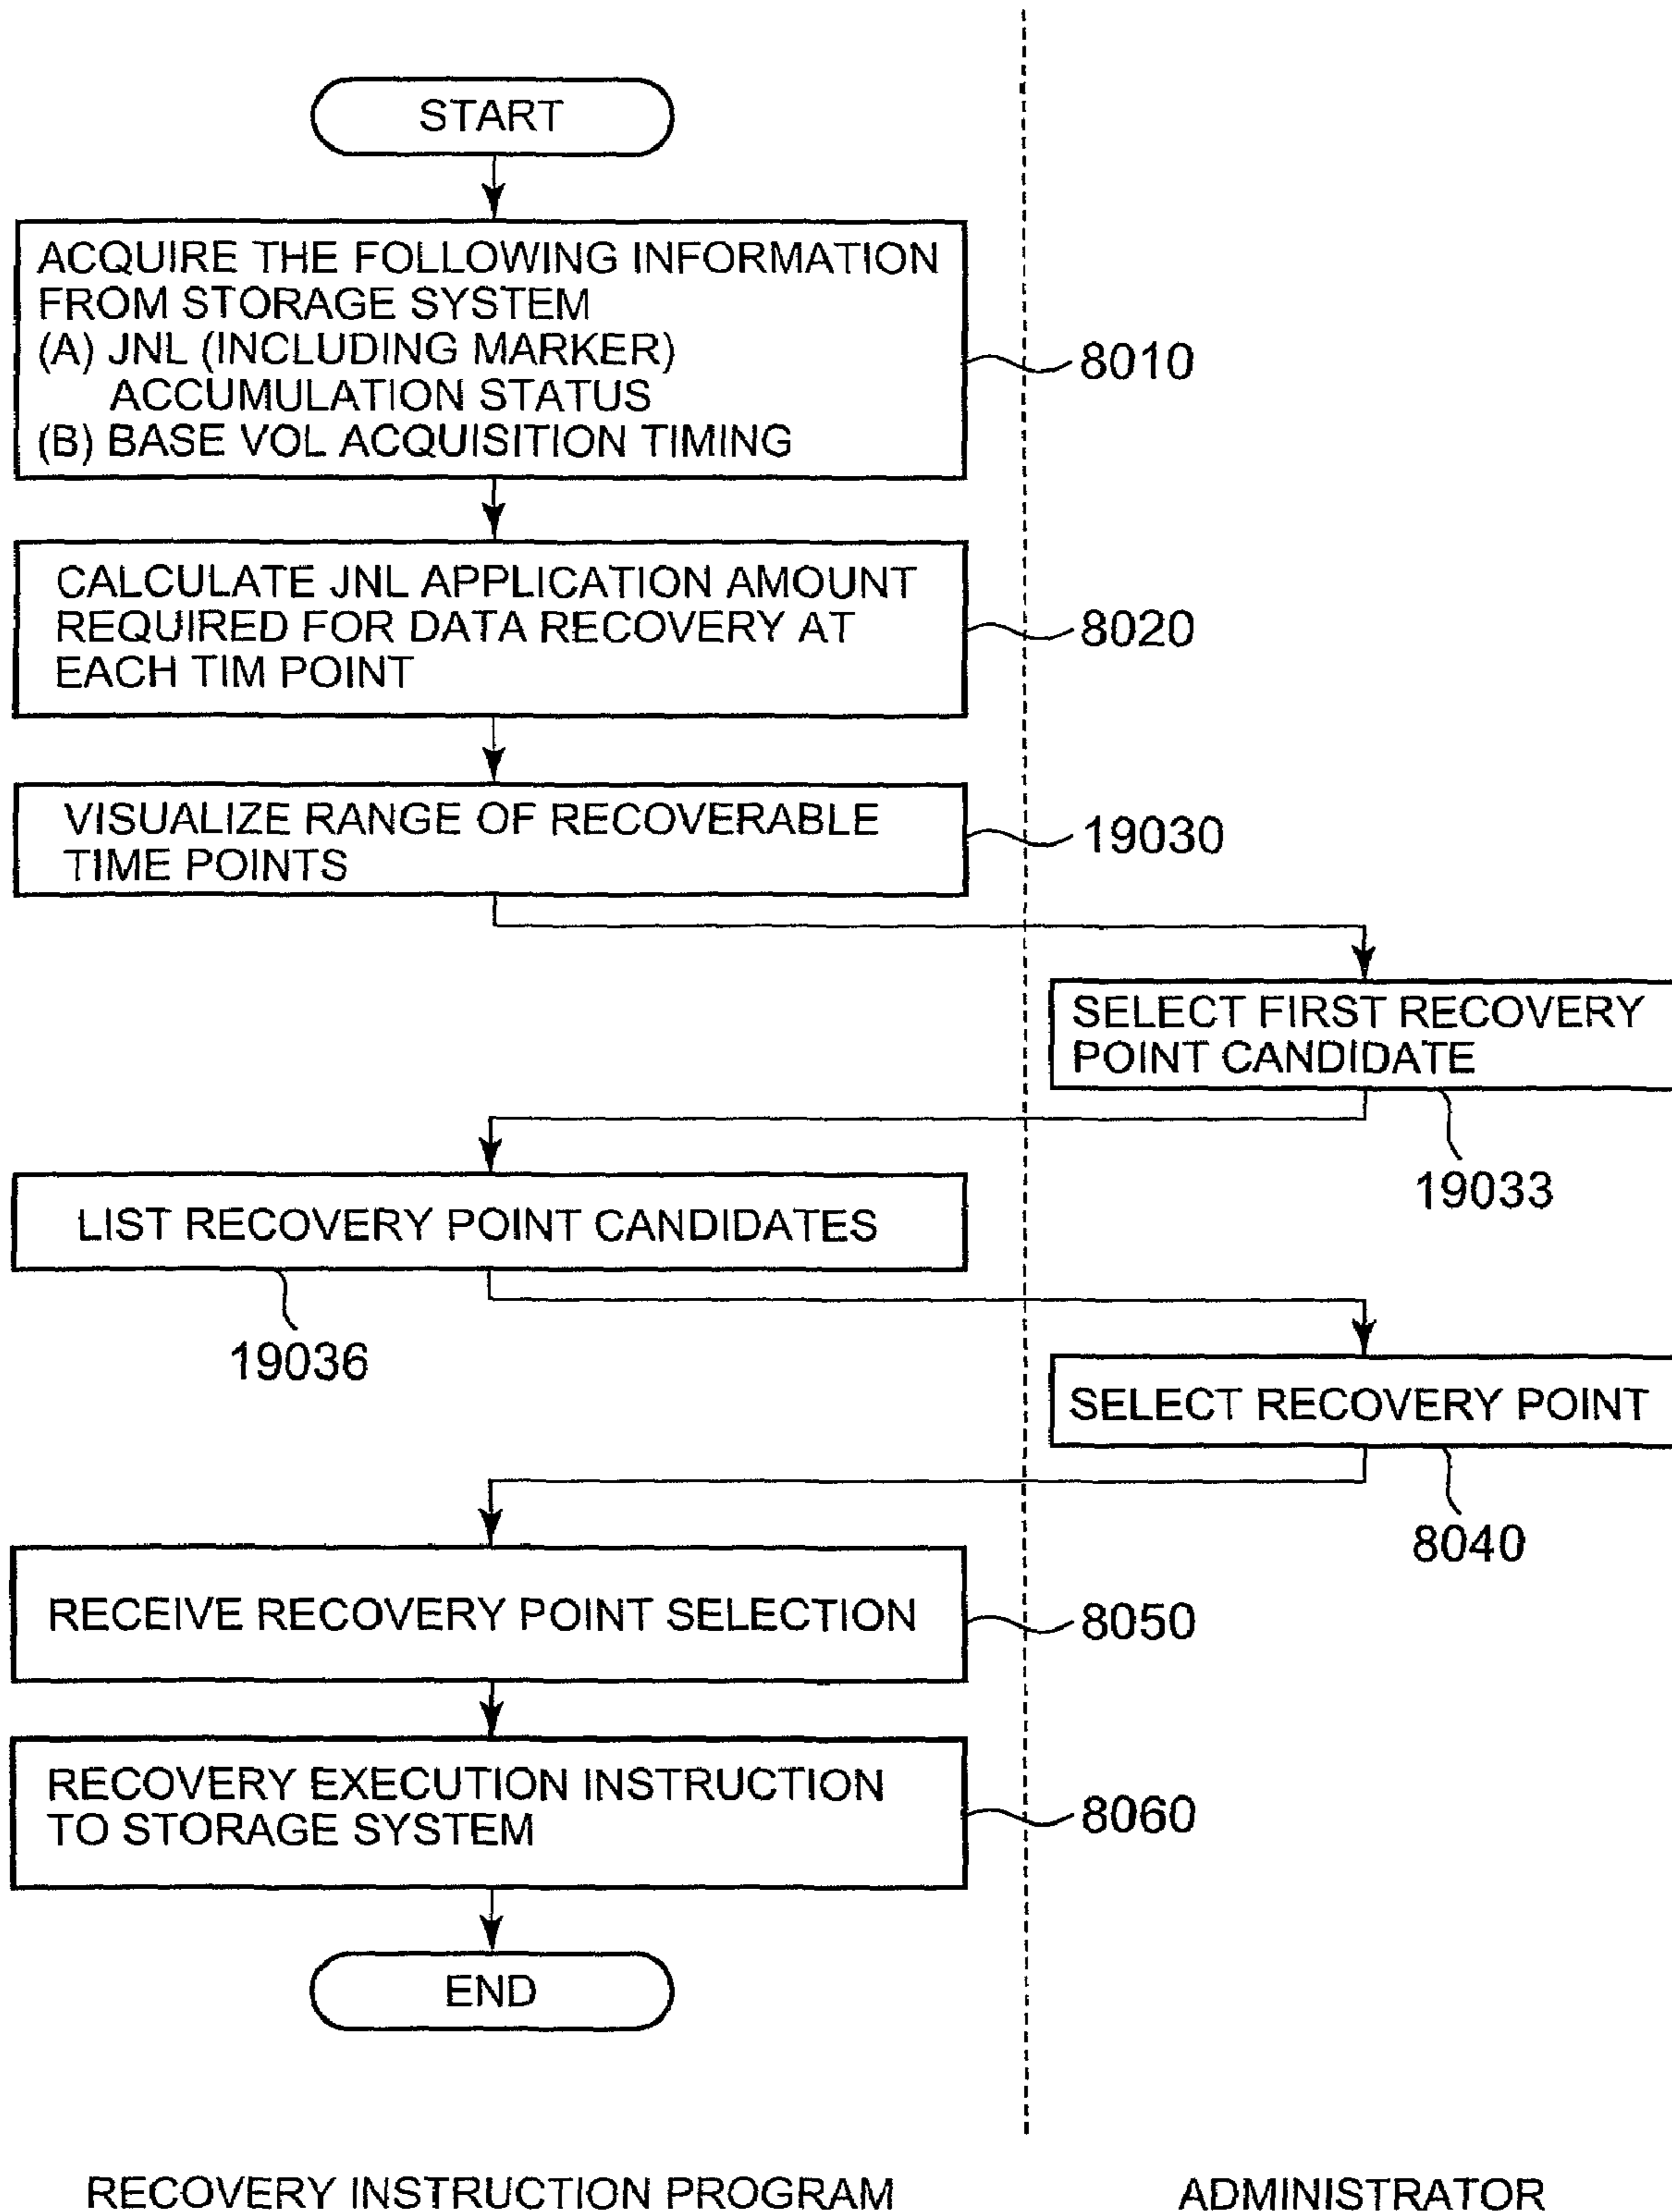 START
ACQUIRE THE FOLLOWING INFORMATION
FROM STORAGE SYSTEM
(A) JNL (INCLUDING MARKER)
ACCUMULATION STATUS
(B) BASE VOL ACQUISITION TIMING
8010
CALCULATE JNL APPLICATION AMOUNT
REQUIRED FOR DATA RECOVERY AT
EACH TIM POINT
8020
VISUALIZE RANGE OF RECOVERABLE
TIME POINTS
19030
SELECT FIRST RECOVERY
POINT CANDIDATE
19033
LIST RECOVERY POINT CANDIDATES
19036
SELECT RECOVERY POINT
8040
RECEIVE RECOVERY POINT SELECTION
8050
RECOVERY EXECUTION INSTRUCTION
TO STORAGE SYSTEM
8060
END
RECOVERY INSTRUCTION PROGRAM
ADMINISTRATOR